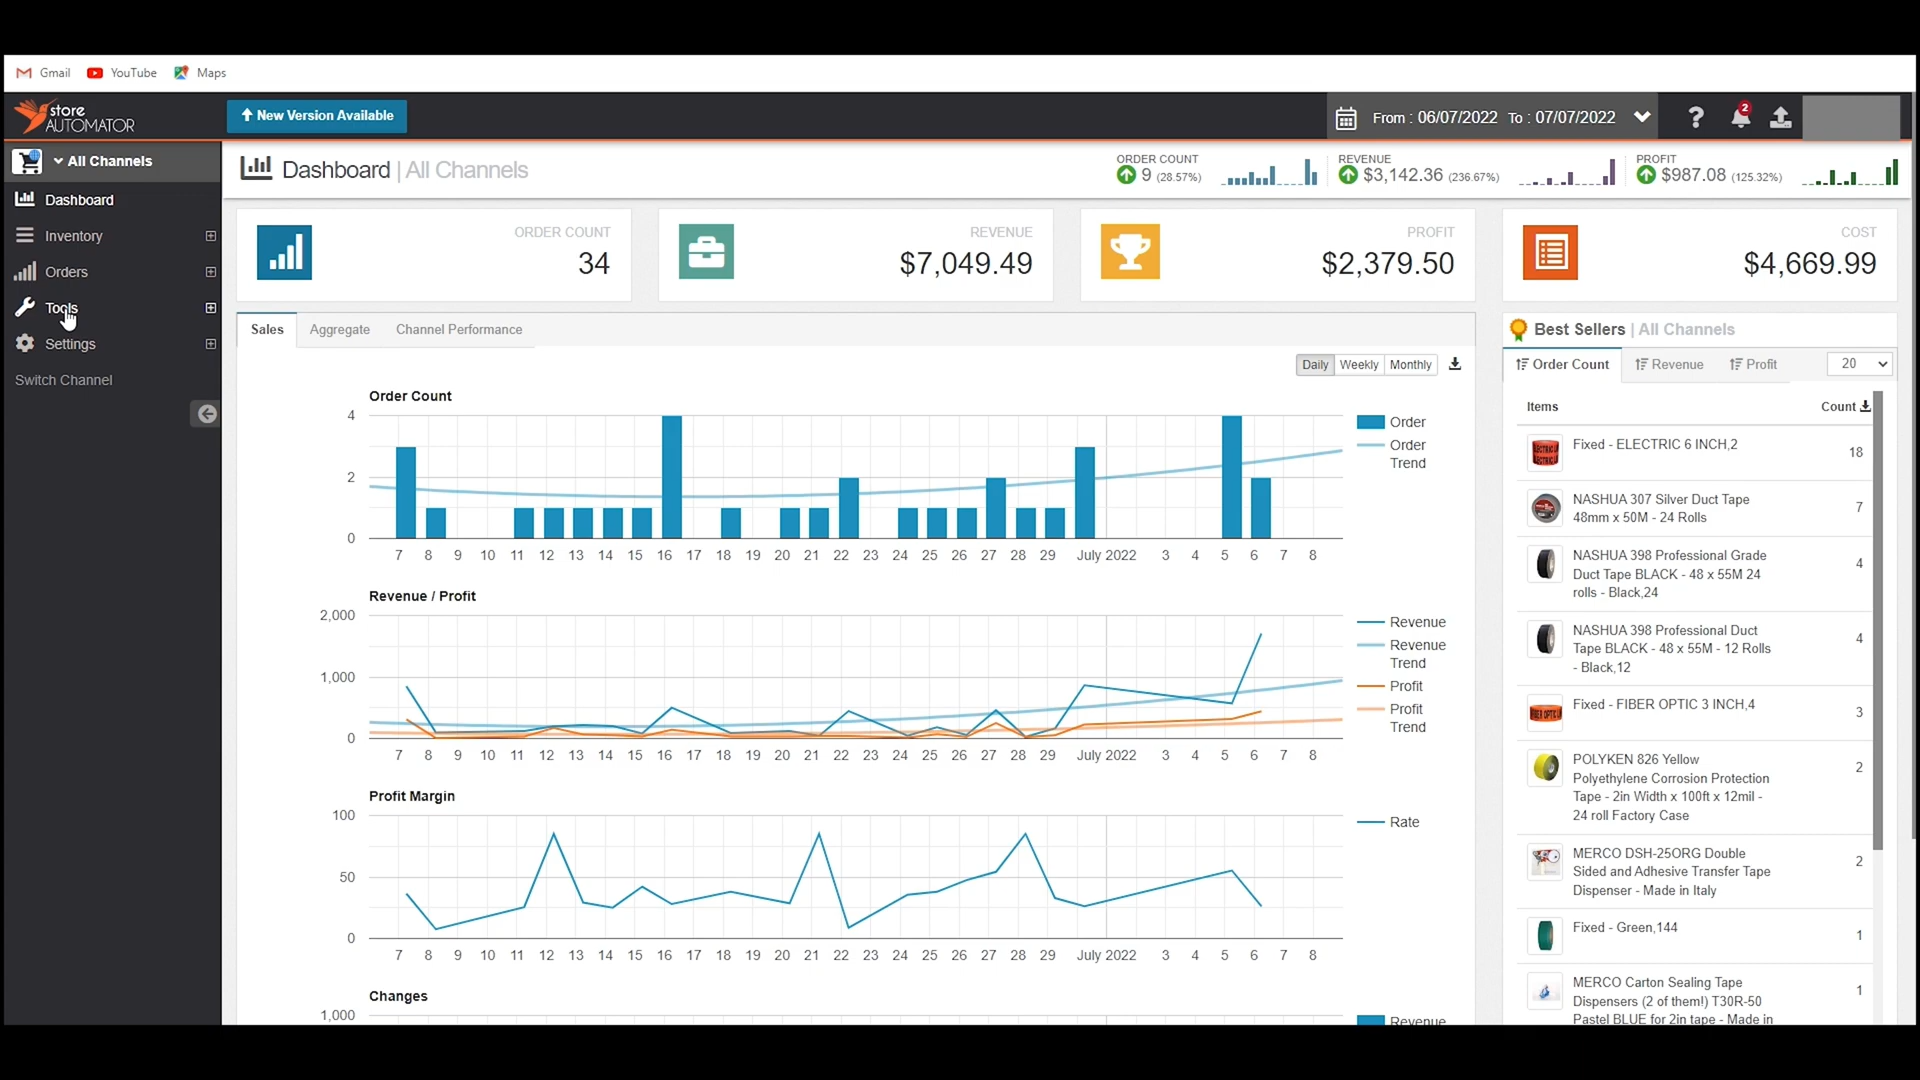 Gmail YouTube Maps
store
AUTOMATOR
New Version Available
From : 06/07/2022 To : 07/07/2022
2
All Channels
Dashboard
Inventory
Orders
Tools
Settings
Switch Channel
Dashboard | All Channels
ORDER COUNT
9 (28.57%)
REVENUE
$3,142.36 (236.67%)
PROFIT
$987.08 (125.32%)
ORDER COUNT
34
REVENUE
$7,049.49
PROFIT
$2,379.50
COST
$4,669.99
Sales Aggregate Channel Performance
Daily Weekly Monthly
Order Count
4
2
0
7 8 9 10 11 12 13 14 15 16 17 18 19 20 21 22 23 24 25 26 27 28 29 July 2022 3 4 5 6 7 8
Order
Order
Trend
Revenue / Profit
2,000
1,000
0
7 8 9 10 11 12 13 14 15 16 17 18 19 20 21 22 23 24 25 26 27 28 29 July 2022 3 4 5 6 7 8
Revenue
Revenue
Trend
Profit
Profit
Trend
Profit Margin
100
50
0
7 8 9 10 11 12 13 14 15 16 17 18 19 20 21 22 23 24 25 26 27 28 29 July 2022 3 4 5 6 7 8
Rate
Changes
1,000
Revenue
Best Sellers | All Channels
Order Count Revenue Profit 20
Items Count
Fixed - ELECTRIC 6 INCH,2
18
NASHUA 307 Silver Duct Tape
48mm x 50M - 24 Rolls
7
NASHUA 398 Professional Grade
Duct Tape BLACK - 48 x 55M 24
rolls - Black,24
4
NASHUA 398 Professional Duct
Tape BLACK - 48 x 55M - 12 Rolls
- Black,12
4
Fixed - FIBER OPTIC 3 INCH,4
3
POLYKEN 826 Yellow
Polyethylene Corrosion Protection
Tape - 2in Width x 100ft x 12mil -
24 roll Factory Case
2
MERCO DSH-25ORG Double
Sided and Adhesive Transfer Tape
Dispenser - Made in Italy
2
Fixed - Green,144
1
MERCO Carton Sealing Tape
Dispensers (2 of them!) T30R-50
Pastel BLUE for 2in tape - Made in
1